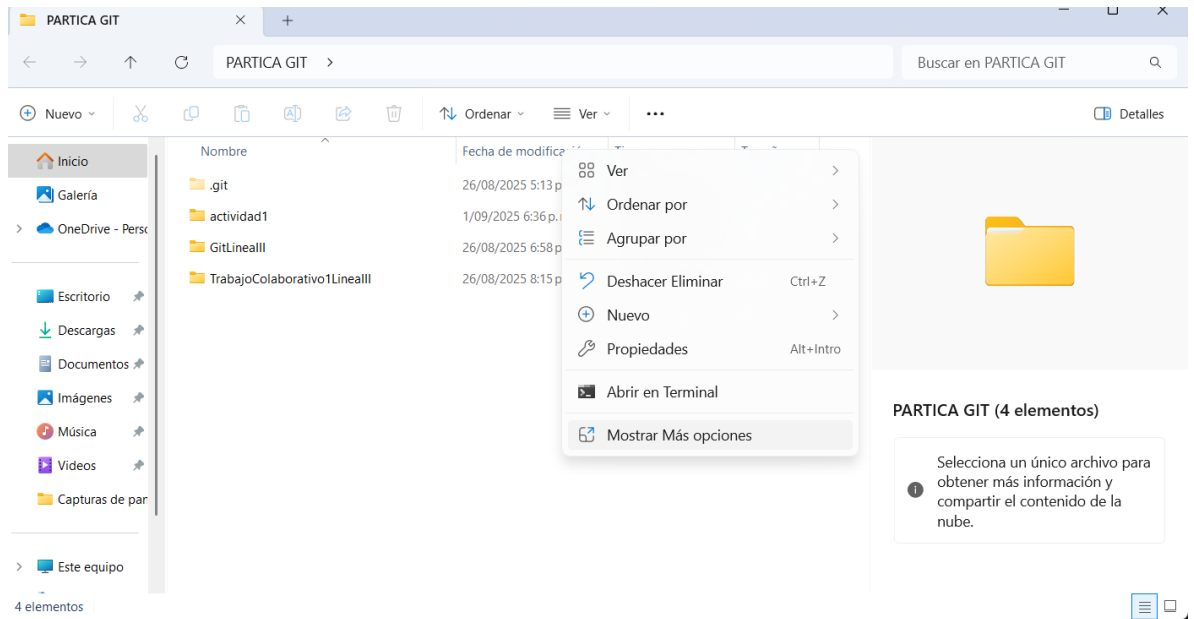 PARTICA GIT
PARTICA GIT
Buscar en PARTICA GIT
Nuevo
Ordenar
Ver
Detalles
Inicio
Galería
OneDrive - Perso
Escritorio
Descargas
Documentos
Imágenes
Música
Videos
Capturas de pan
Este equipo
Nombre
Fecha de modifica
.git
26/08/2025 5:13 p
actividad1
1/09/2025 6:36 p.
GitLineaIII
26/08/2025 6:58 p
TrabajoColaborativo1LineaIII
26/08/2025 8:15 p
Ver
Ordenar por
Agrupar por
Deshacer Eliminar Ctrl+Z
Nuevo
Propiedades Alt+Intro
Abrir en Terminal
Mostrar Más opciones
PARTICA GIT (4 elementos)
Selecciona un único archivo para
obtener más información y
compartir el contenido de la
nube.
4 elementos